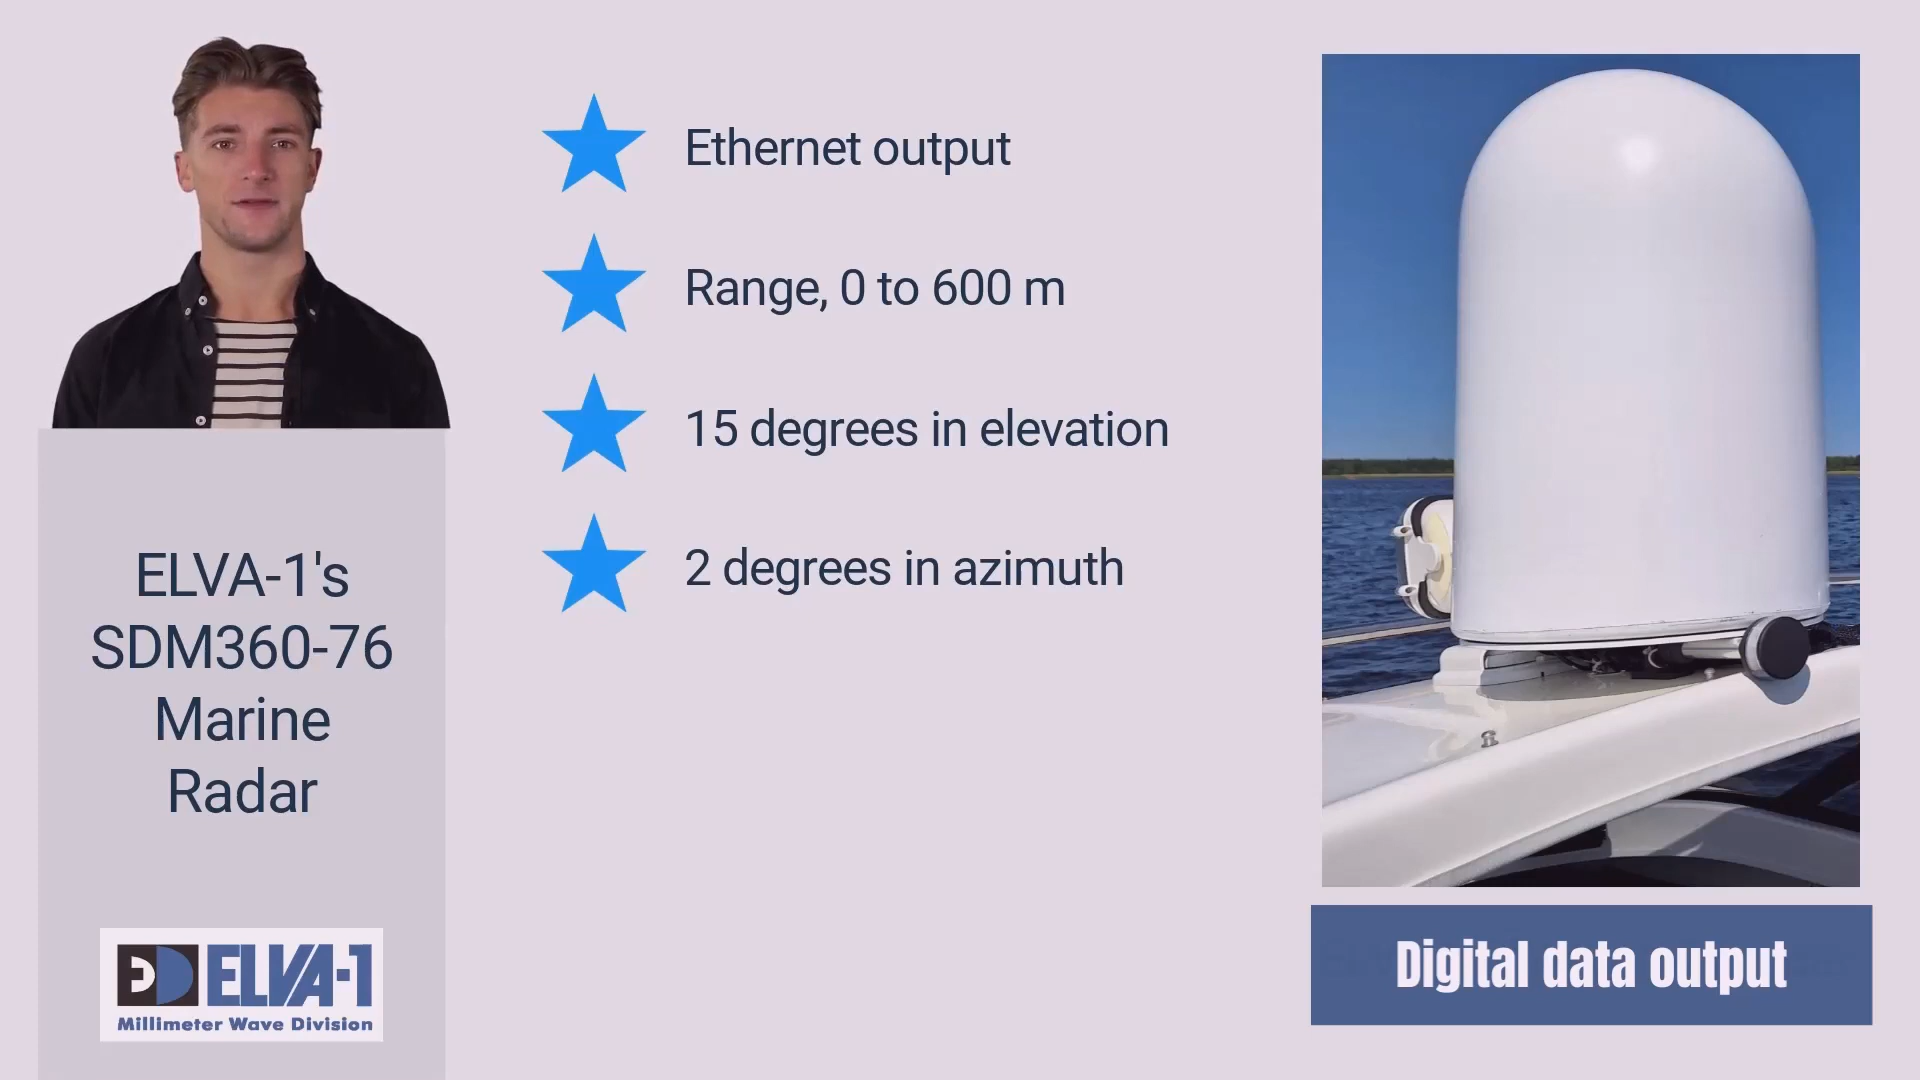 Ethernet output
Range, 0 to 600 m
15 degrees in elevation
2 degrees in azimuth
ELVA-1's
SDM360-76
Marine
Radar
ELVA-1
Millimeter Wave Division
Digital data output